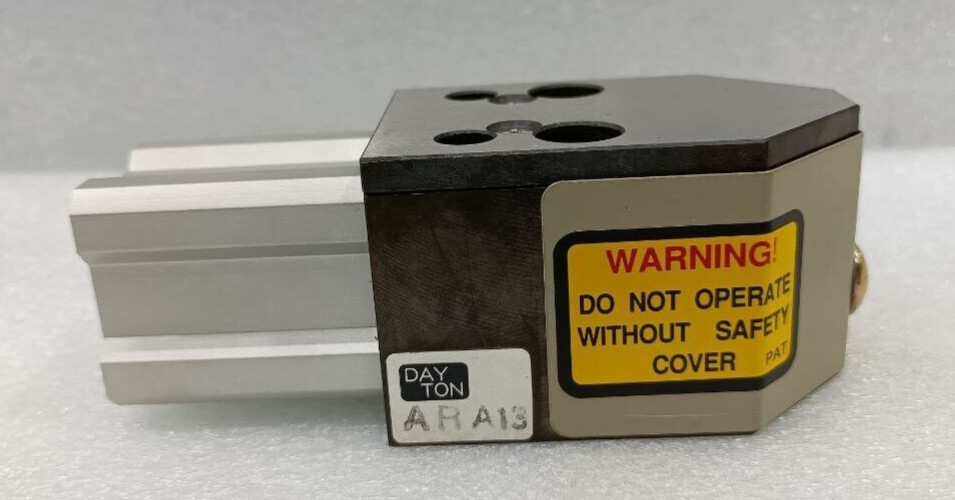 WARNING!
DO NOT OPERATE
WITHOUT SAFETY
COVER PAT
DAY
TON
ARA13